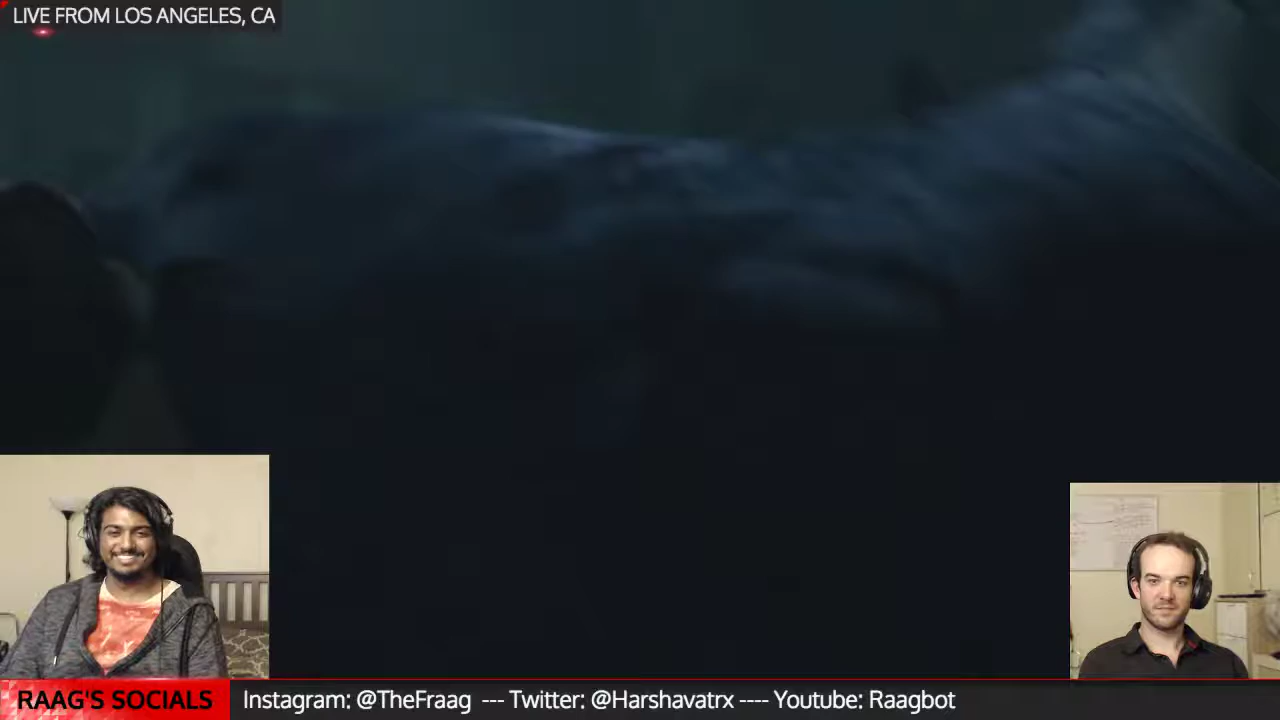 LIVE FROM LOS ANGELES, CA
RAAG'S SOCIALS
Instagram: @TheFraag --- Twitter: @Harshavatrx ---- Youtube: Raagbot